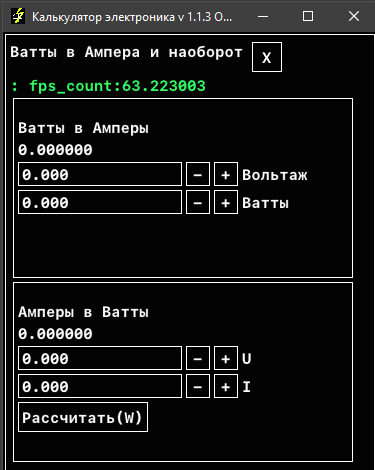 Калькулятор электроника v 1.1.3 O...
Ватты в Ампера и наоборот X
: fps_count:63.223003
Ватты в Амперы
0.000000
0.000 - + Вольтаж
0.000 - + Ватты
Амперы в Ватты
0.000000
0.000 - + U
0.000 - + I
Рассчитать(W)